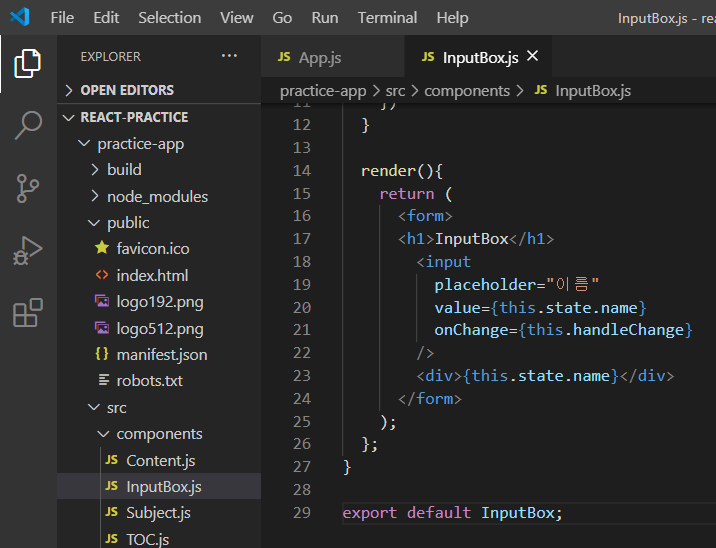 File Edit Selection View Go Run Terminal Help InputBox.js - rea
EXPLORER ···
OPEN EDITORS
REACT-PRACTICE
practice-app
build
node_modules
public
favicon.ico
index.html
logo192.png
logo512.png
manifest.json
robots.txt
src
components
JS Content.js
JS InputBox.js
JS Subject.js
JS TOC.js
JS App.js
JS InputBox.js ×
practice-app > src > components > JS InputBox.js
11 })
12 }
13
14 render(){
15 return (
16 <form>
17 <h1>InputBox</h1>
18 <input
19 placeholder="이름"
20 value={this.state.name}
21 onChange={this.handleChange}
22 />
23 <div>{this.state.name}</div>
24 </form>
25 );
26 };
27 }
28
29 export default InputBox;